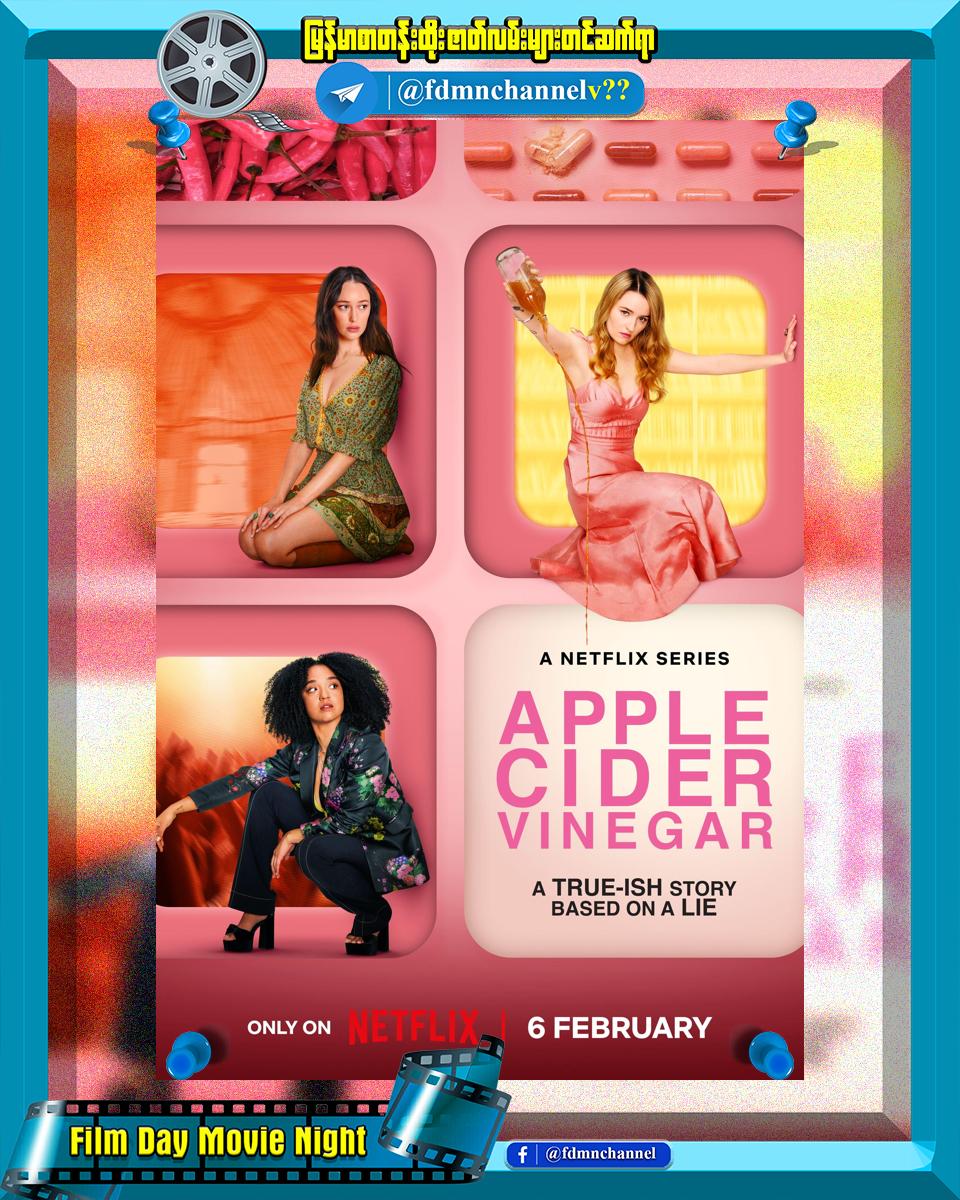 မြန်မာစာတန်းထိုးဇာတ်လမ်းများတင်ဆက်ရာ
@fdmnchannelv??
A NETFLIX SERIES
APPLE
CIDER
VINEGAR
A TRUE-ISH STORY
BASED ON A LIE
ONLY ON NETFLIX | 6 FEBRUARY
Film Day Movie Night
f | @fdmnchannel